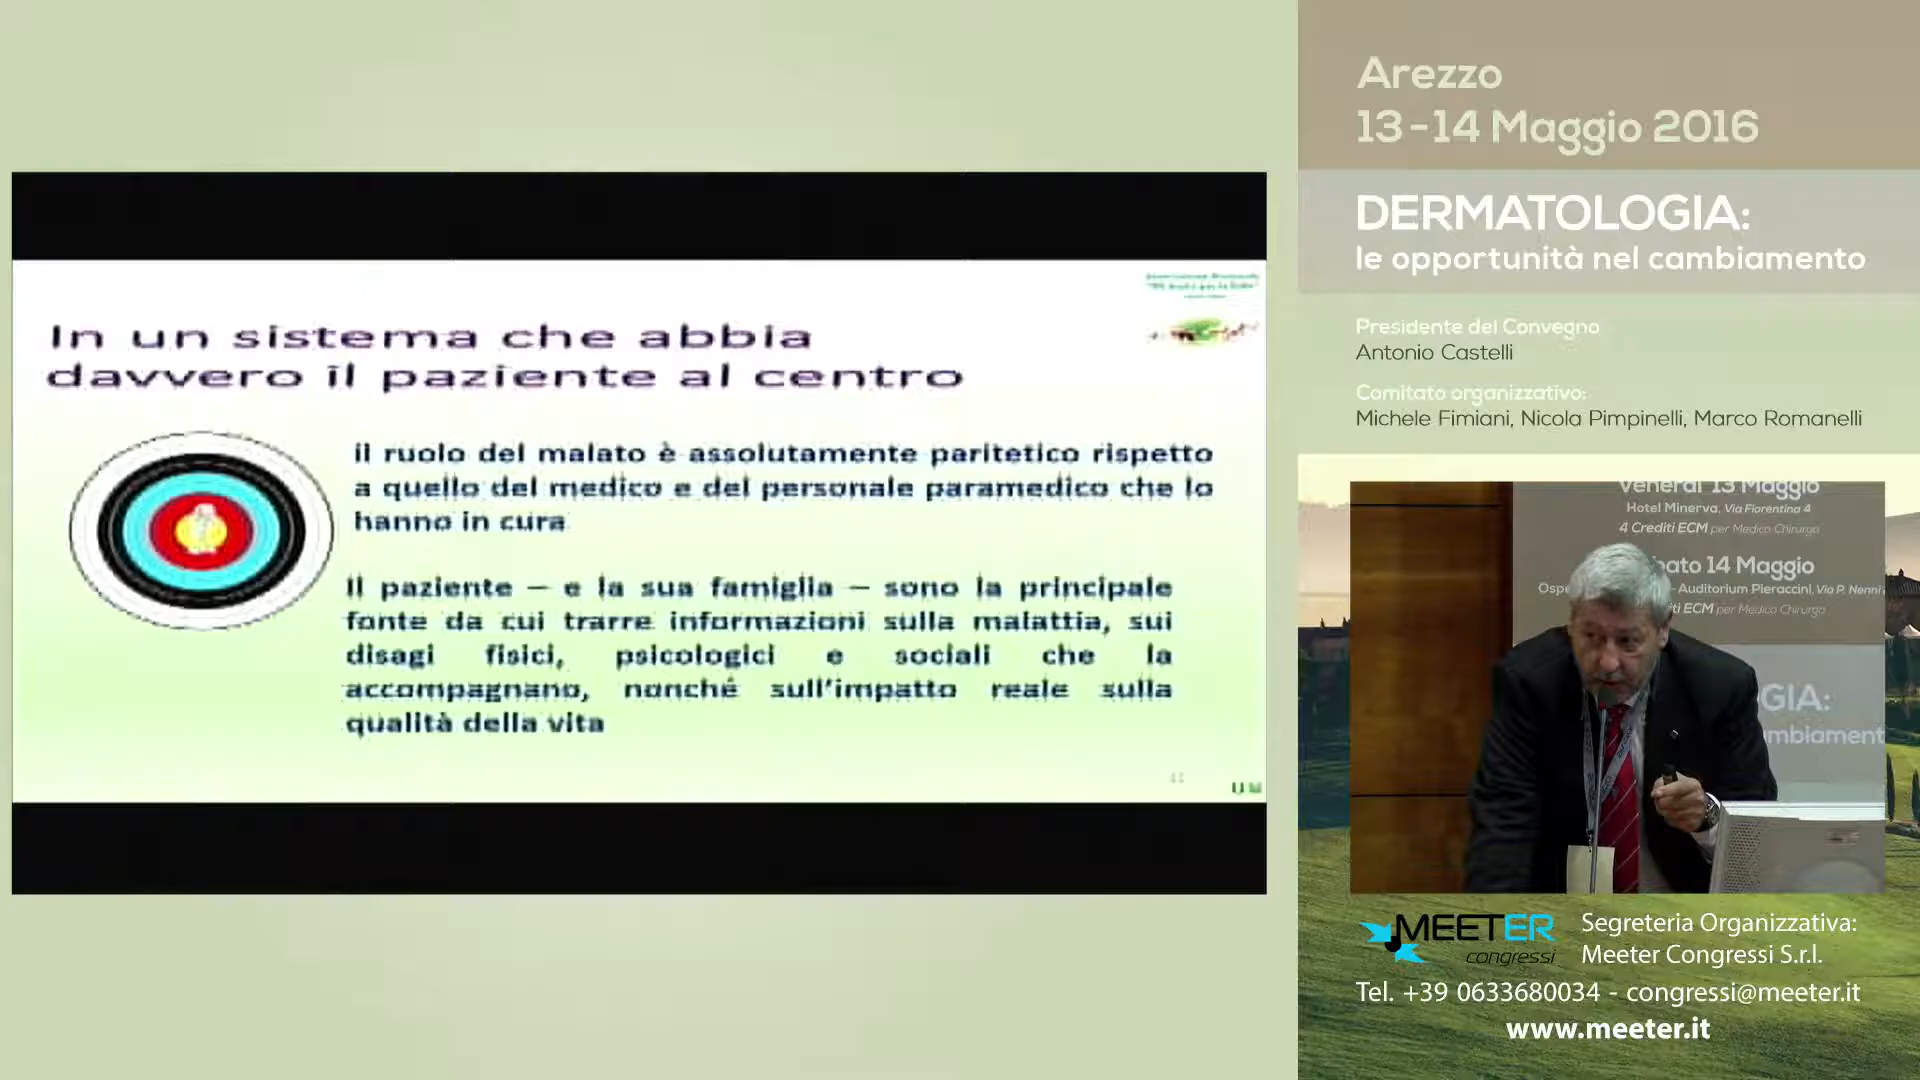 In un sistema che abbia
davvero il paziente al centro
il ruolo del malato è assolutamente paritetico rispetto
a quello del medico e del personale paramedico che lo
hanno in cura
Il paziente – e la sua famiglia – sono la principale
fonte da cui trarre informazioni sulla malattia, sui
disagi fisici, psicologici e sociali che la
accompagnano, nonché sull'impatto reale sulla
qualità della vita
Arezzo
13-14 Maggio 2016
DERMATOLOGIA:
le opportunità nel cambiamento
Presidente del Convegno
Antonio Castelli
Comitato organizzativo:
Michele Fimiani, Nicola Pimpinelli, Marco Romanelli
Venerdì 13 Maggio
Hotel Minerva, Via Fiorentina 4
4 Crediti ECM per Medico Chirurgo
14 Maggio
- Auditorium Pieraccini, Via P. Nenni
ECM per Medico Chirurgo
GIA:
ambiament
MEETER
congressi
Segreteria Organizzativa:
Meeter Congressi S.r.l.
Tel. +39 0633680034 - congressi@meeter.it
www.meeter.it